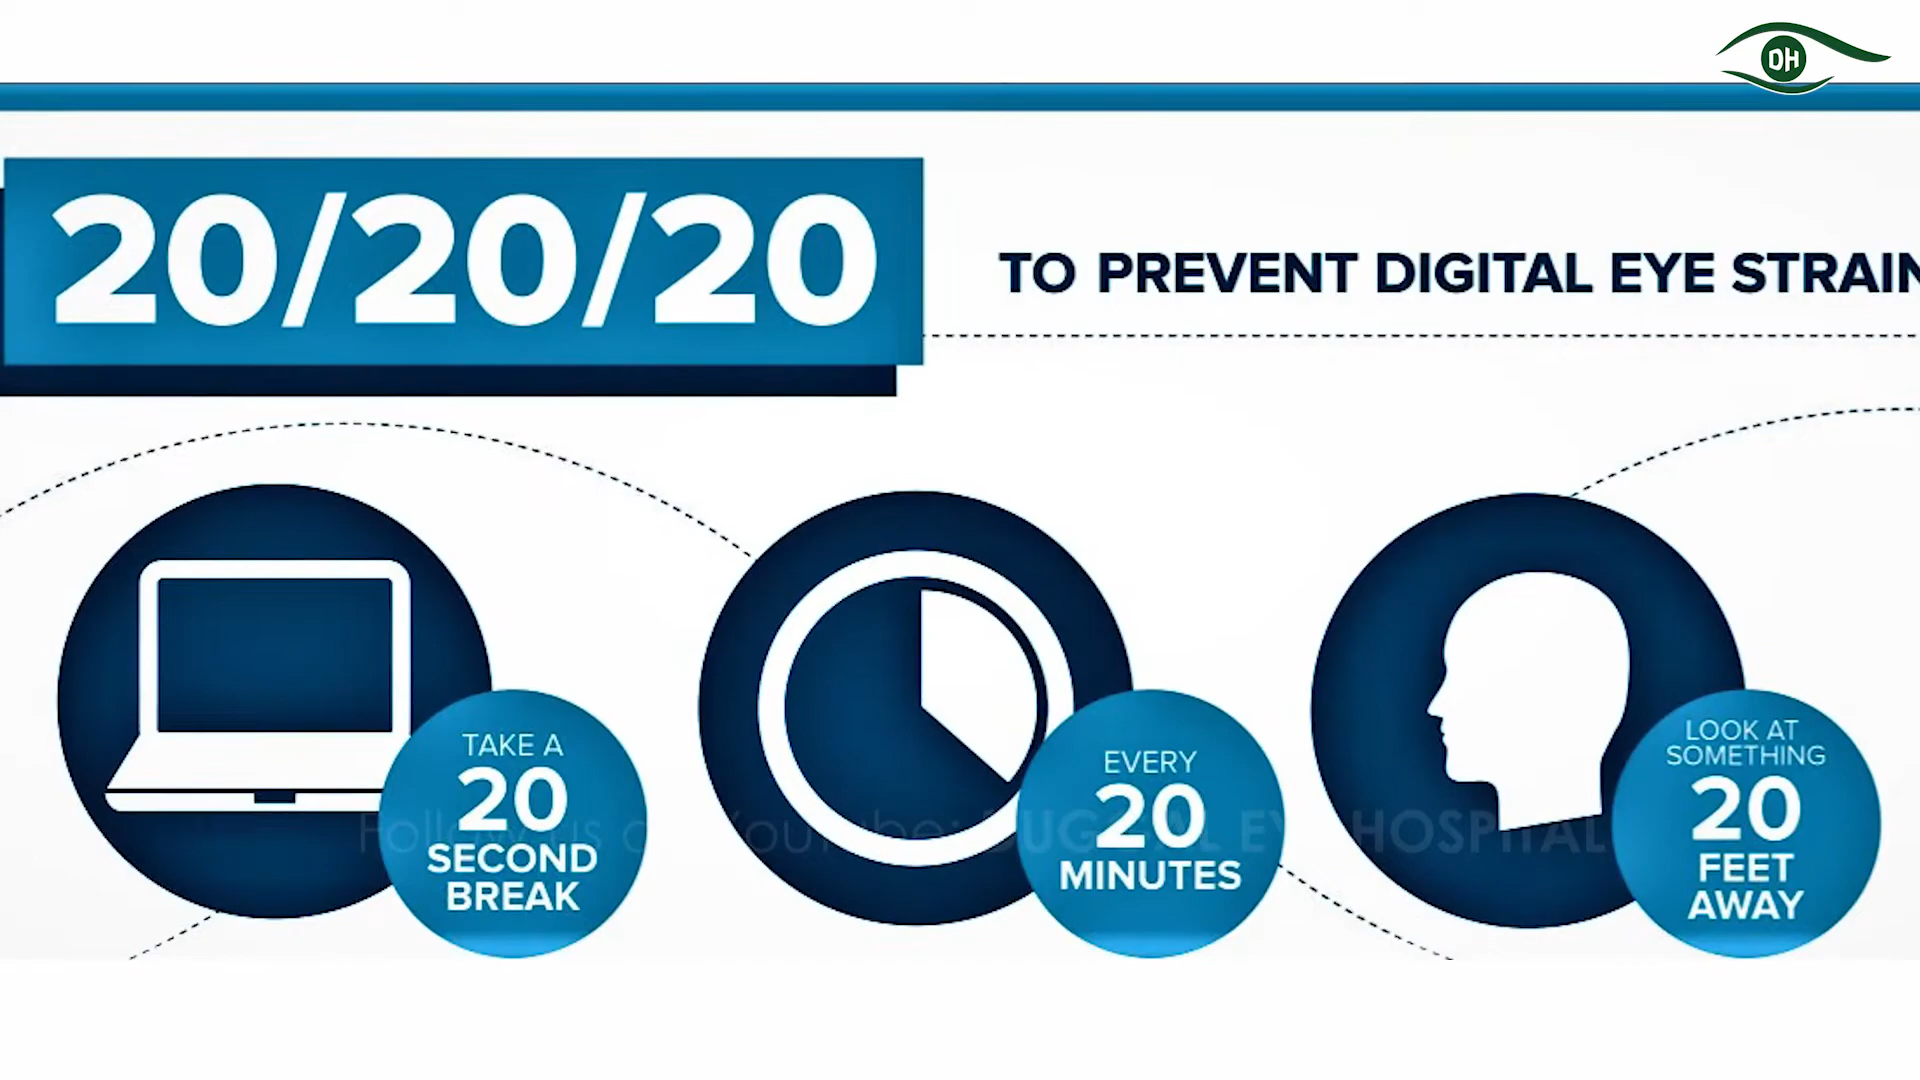 DH
20/20/20
TO PREVENT DIGITAL EYE STRAIN
TAKE A
20
SECOND
BREAK
EVERY
20
MINUTES
LOOK AT
SOMETHING
20
FEET
AWAY
HOSPITAL